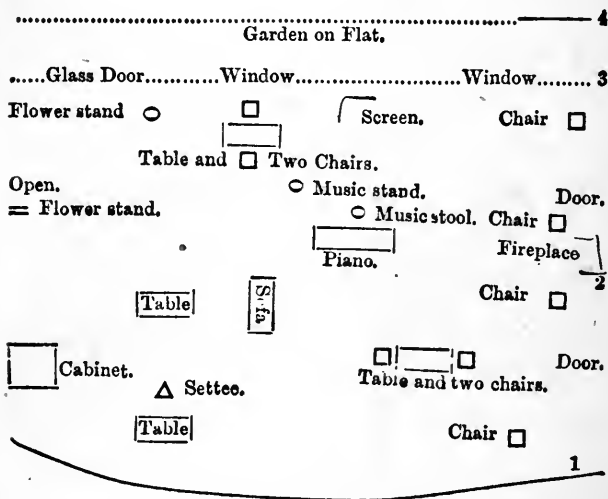 4
Garden on Flat.
Glass Door Window Window 3
Flower stand Screen. Chair
Table and Two Chairs.
Open. Music stand. Door.
Flower stand. Music stool. Chair
Piano. Fireplace
2
Table Sofa Chair
Cabinet. Door.
Table and two chairs.
Settee.
Table Chair
1